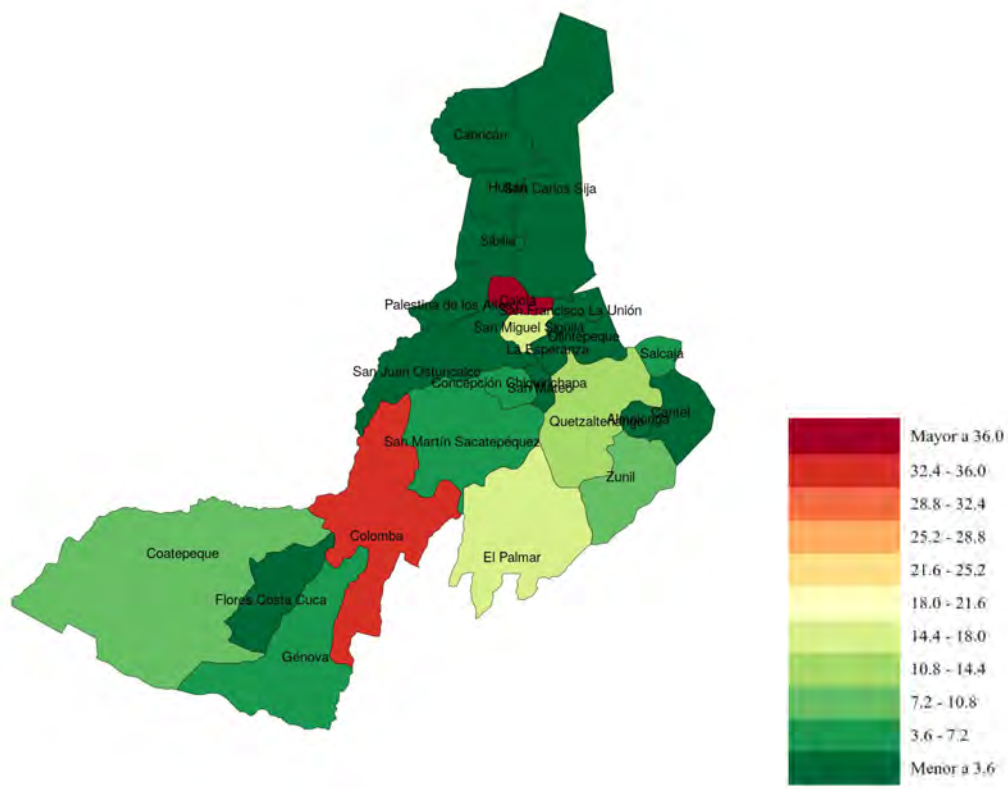 Cabricán
San Carlos Sija
Sibilia
Cajolá
Palestina de los Altos
San Francisco La Unión
San Miguel Sigüilá
Olintepeque
La Esperanza
Salcajá
San Juan Ostuncalco
Concepción Chiquirichapa
San Mateo
Quetzaltenango
Almolonga
Cantel
San Martín Sacatepéquez
Zunil
Colomba
Coatepeque
El Palmar
Flores Costa Cuca
Génova
Mayor a 36.0
32.4 - 36.0
28.8 - 32.4
25.2 - 28.8
21.6 - 25.2
18.0 - 21.6
14.4 - 18.0
10.8 - 14.4
7.2 - 10.8
3.6 - 7.2
Menor a 3.6